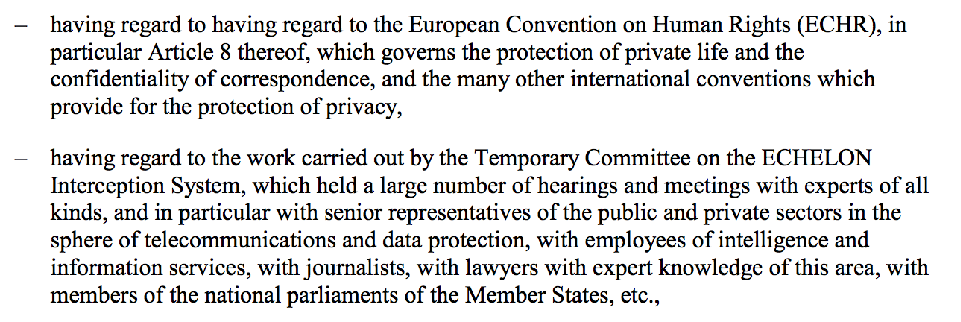 – having regard to having regard to the European Convention on Human Rights (ECHR), in
particular Article 8 thereof, which governs the protection of private life and the
confidentiality of correspondence, and the many other international conventions which
provide for the protection of privacy,
– having regard to the work carried out by the Temporary Committee on the ECHELON
Interception System, which held a large number of hearings and meetings with experts of all
kinds, and in particular with senior representatives of the public and private sectors in the
sphere of telecommunications and data protection, with employees of intelligence and
information services, with journalists, with lawyers with expert knowledge of this area, with
members of the national parliaments of the Member States, etc.,